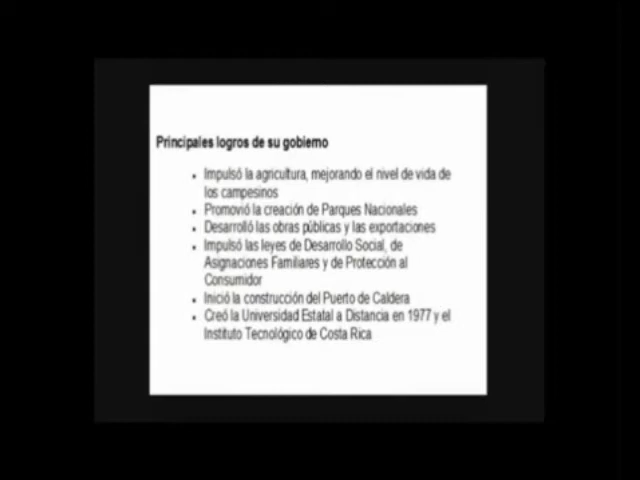 Principales logros de su gobierno
• Impulsó la agricultura, mejorando el nivel de vida de
los campesinos
• Promovió la creación de Parques Nacionales
• Desarrolló las obras públicas y las exportaciones
• Impulsó las leyes de Desarrollo Social, de
Asignaciones Familiares y de Protección al
Consumidor
• Inició la construcción del Puerto de Caldera
• Creó la Universidad Estatal a Distancia en 1977 y el
Instituto Tecnológico de Costa Rica